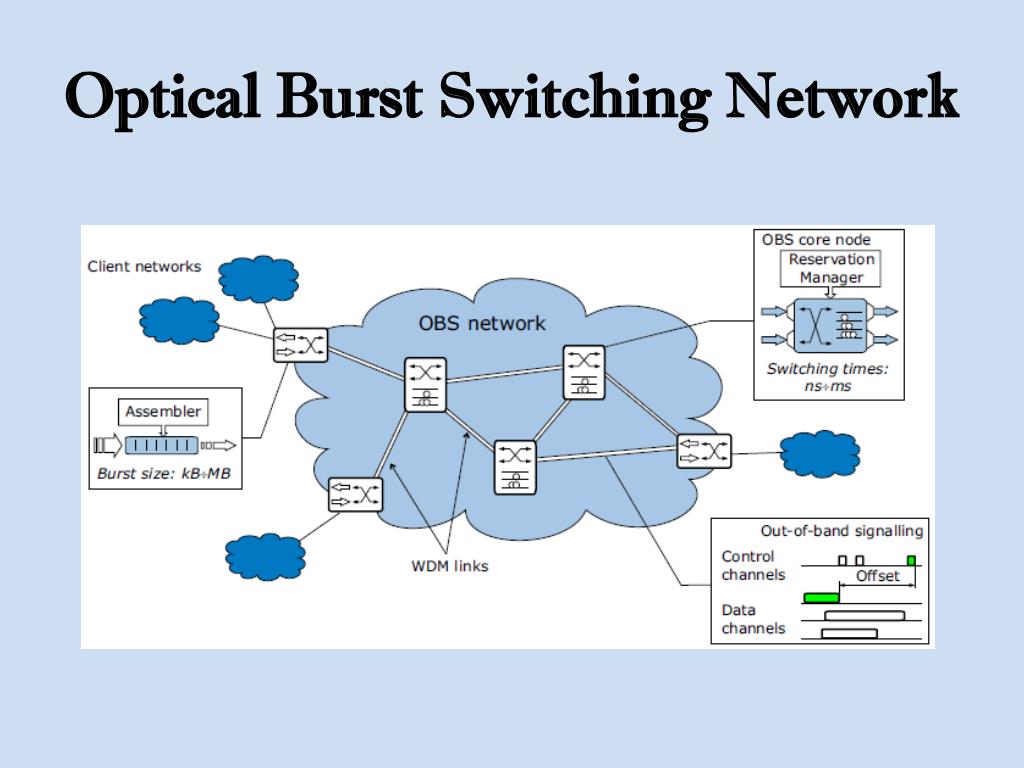 Optical Burst Switching Network
Client networks
OBS network
OBS core node
Reservation
Manager
Switching times:
ns÷ms
Assembler
Burst size: kB÷MB
WDM links
Out-of-band signalling
Control
channels
Offset
Data
channels